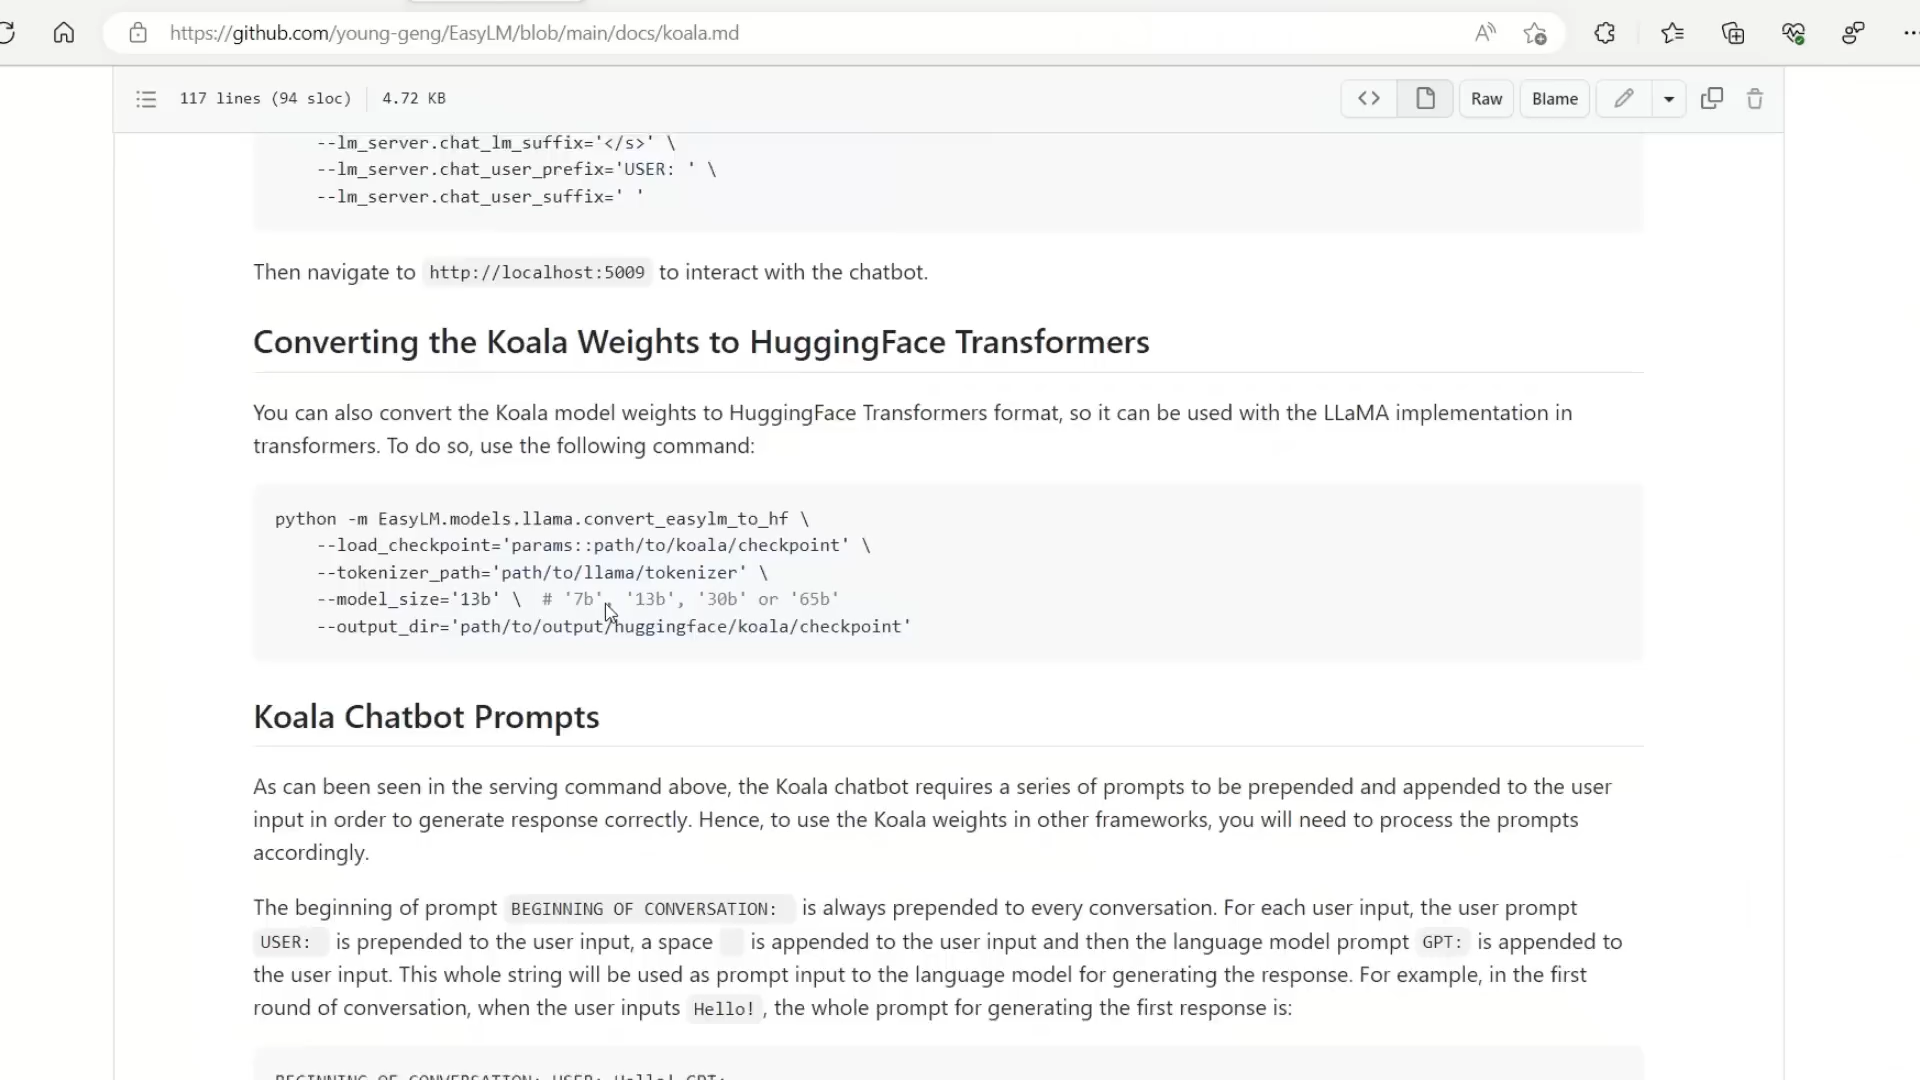 https://github.com/young-geng/EasyLM/blob/main/docs/koala.md
117 lines (94 sloc) 4.72 KB
Raw
Blame
--lm_server.chat_lm_suffix='</s>' \
--lm_server.chat_user_prefix='USER: ' \
--lm_server.chat_user_suffix=' '
Then navigate to http://localhost:5009 to interact with the chatbot.
Converting the Koala Weights to HuggingFace Transformers
You can also convert the Koala model weights to HuggingFace Transformers format, so it can be used with the LLaMA implementation in
transformers. To do so, use the following command:
python -m EasyLM.models.llama.convert_easylm_to_hf \
--load_checkpoint='params::path/to/koala/checkpoint' \
--tokenizer_path='path/to/llama/tokenizer' \
--model_size='13b' \  # '7b', '13b', '30b' or '65b'
--output_dir='path/to/output/huggingface/koala/checkpoint'
Koala Chatbot Prompts
As can been seen in the serving command above, the Koala chatbot requires a series of prompts to be prepended and appended to the user
input in order to generate response correctly. Hence, to use the Koala weights in other frameworks, you will need to process the prompts
accordingly.
The beginning of prompt BEGINNING OF CONVERSATION: is always prepended to every conversation. For each user input, the user prompt
USER: is prepended to the user input, a space is appended to the user input and then the language model prompt GPT: is appended to
the user input. This whole string will be used as prompt input to the language model for generating the response. For example, in the first
round of conversation, when the user inputs Hello!, the whole prompt for generating the first response is:
BEGINNING OF CONVERSATION: USER: Hello! GPT: